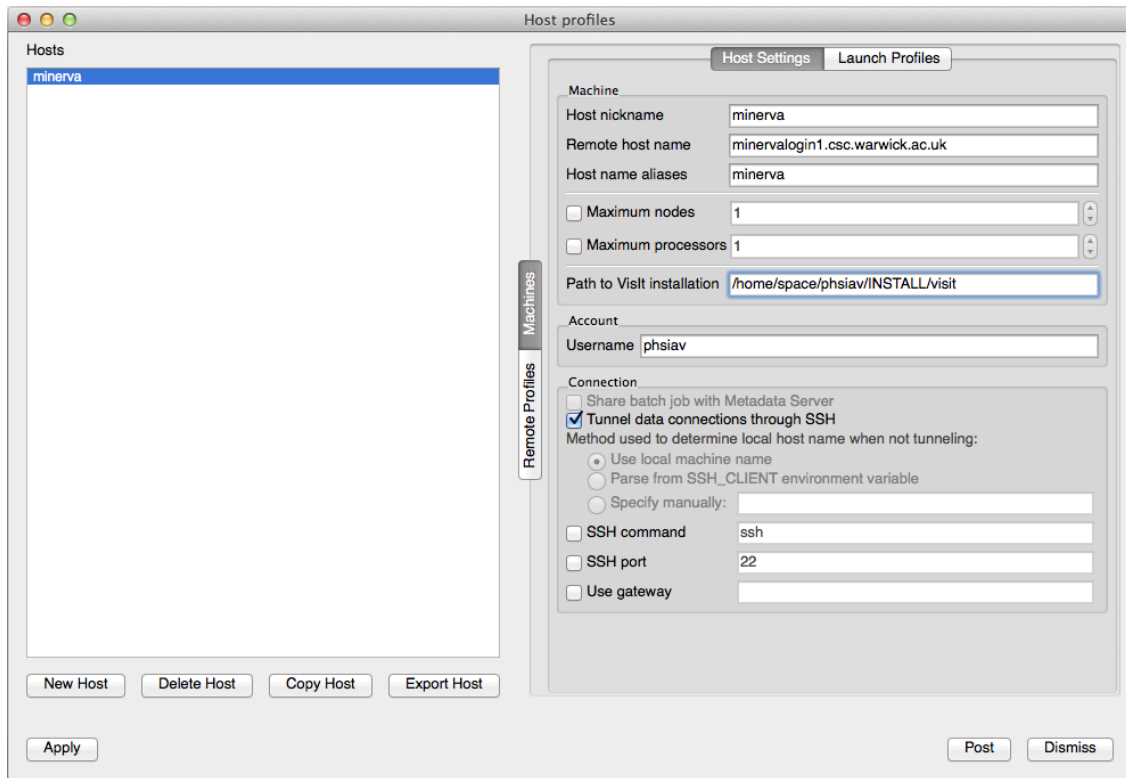 Host profiles
Hosts
minerva
New Host Delete Host Copy Host Export Host
Machines
Remote Profiles
Host Settings Launch Profiles
Machine
Host nickname minerva
Remote host name minervalogin1.csc.warwick.ac.uk
Host name aliases minerva
Maximum nodes 1
Maximum processors 1
Path to VisIt installation /home/space/phsiav/INSTALL/visit
Account
Username phsiav
Connection
Share batch job with Metadata Server
Tunnel data connections through SSH
Method used to determine local host name when not tunneling:
Use local machine name
Parse from SSH_CLIENT environment variable
Specify manually:
SSH command ssh
SSH port 22
Use gateway
Apply Post Dismiss